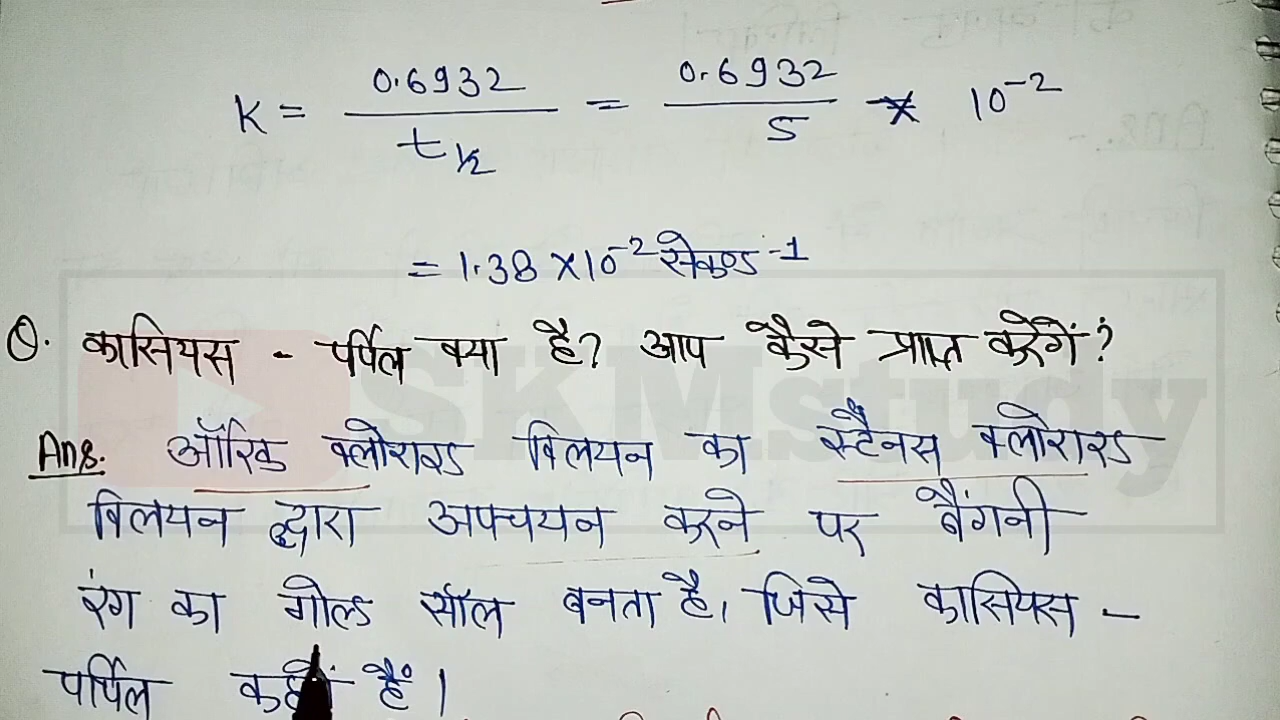 K = 0.6932 / t½ = 0.6932 / 5 × 10⁻²
= 1.38 × 10⁻² सेकण्ड⁻¹
Q. कासियस - पर्पिल क्या है? आप कैसे प्राप्त करेगें?
SKMstudy
Ans. ऑरिक क्लोराइड विलयन का स्टैनस क्लोराइड
विलयन द्वारा अपचयन करने पर बैंगनी
रंग का गोल्ड सॉल बनता है, जिसे कासियस -
पर्पिल हैं।